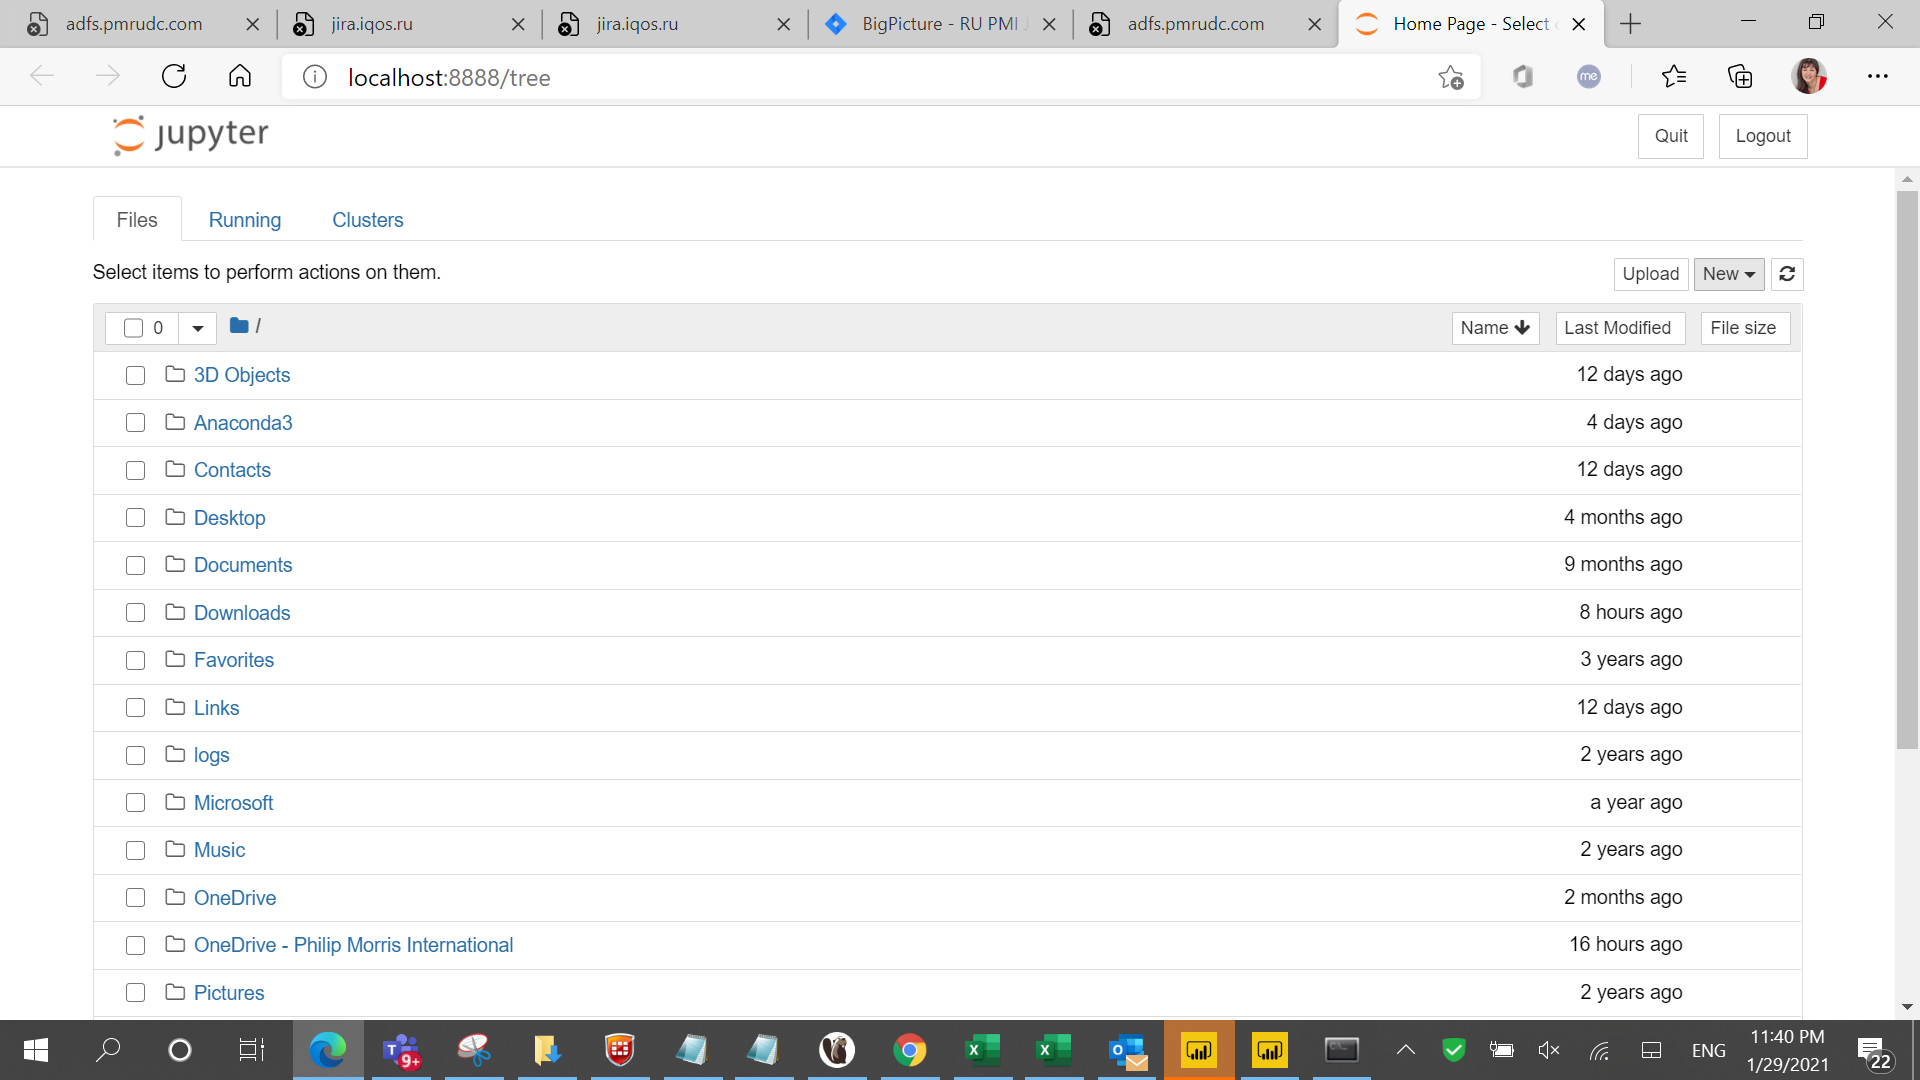 adfs.pmrudc.com jira.iqos.ru jira.iqos.ru BigPicture - RU PMI J adfs.pmrudc.com Home Page - Select
localhost:8888/tree me
jupyter Quit Logout
Files Running Clusters
Select items to perform actions on them. Upload New
0 / Name Last Modified File size
3D Objects 12 days ago
Anaconda3 4 days ago
Contacts 12 days ago
Desktop 4 months ago
Documents 9 months ago
Downloads 8 hours ago
Favorites 3 years ago
Links 12 days ago
logs 2 years ago
Microsoft a year ago
Music 2 years ago
OneDrive 2 months ago
OneDrive - Philip Morris International 16 hours ago
Pictures 2 years ago
9+ ENG 11:40 PM
1/29/2021 22